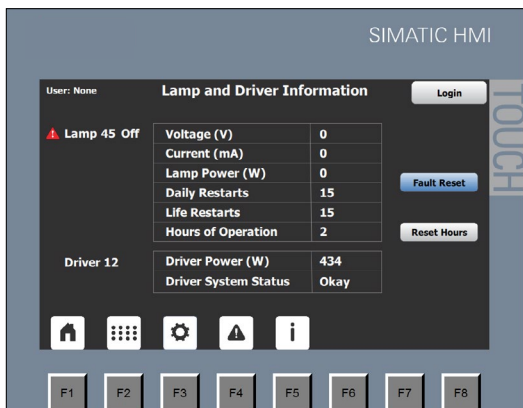 SIMATIC HMI
TOUCH
User: None
Lamp and Driver Information
Login
Lamp 45 Off
Voltage (V) 0
Current (mA) 0
Lamp Power (W) 0
Daily Restarts 15
Life Restarts 15
Hours of Operation 2
Fault Reset
Reset Hours
Driver 12
Driver Power (W) 434
Driver System Status Okay
i
F1 F2 F3 F4 F5 F6 F7 F8